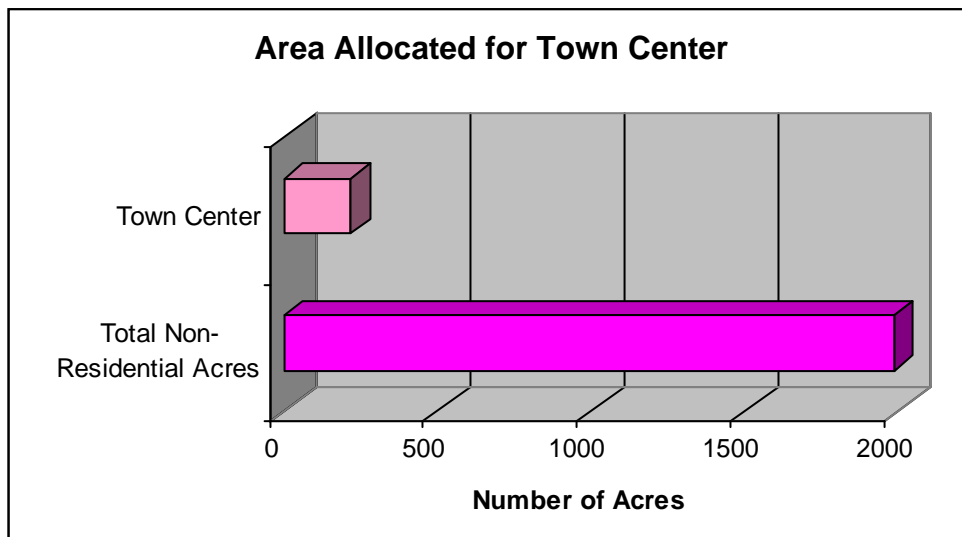 Area Allocated for Town Center
Town Center
Total Non-
Residential Acres
0 500 1000 1500 2000
Number of Acres